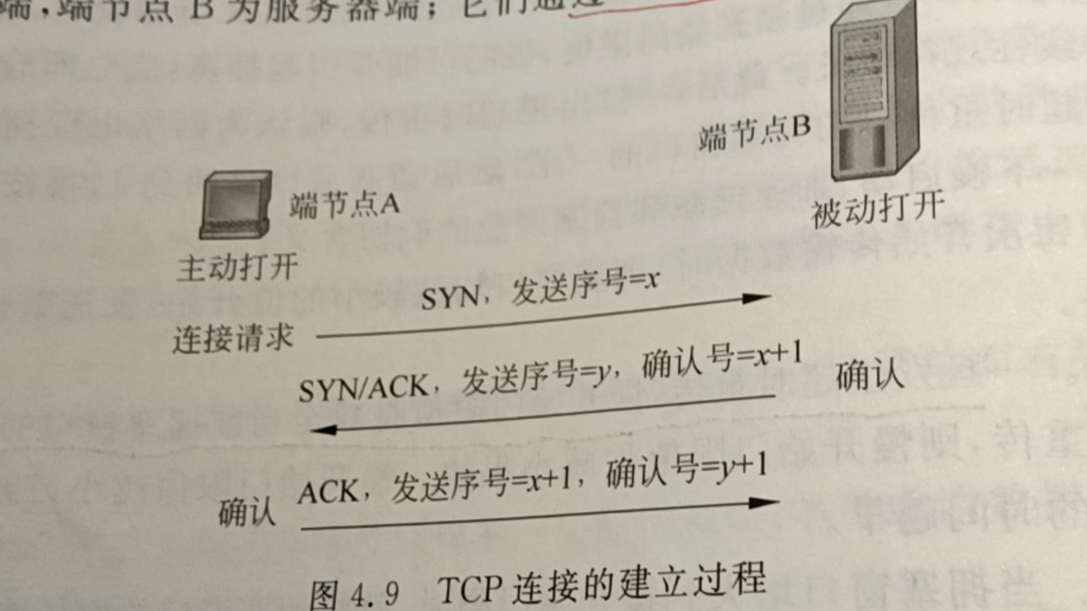 端,端节点 B 为服务器端;它们通过
端节点B
被动打开
端节点A
主动打开
连接请求
SYN，发送序号=x
SYN/ACK，发送序号=y，确认号=x+1
确认
确认
ACK，发送序号=x+1，确认号=y+1
图 4.9 TCP 连接的建立过程